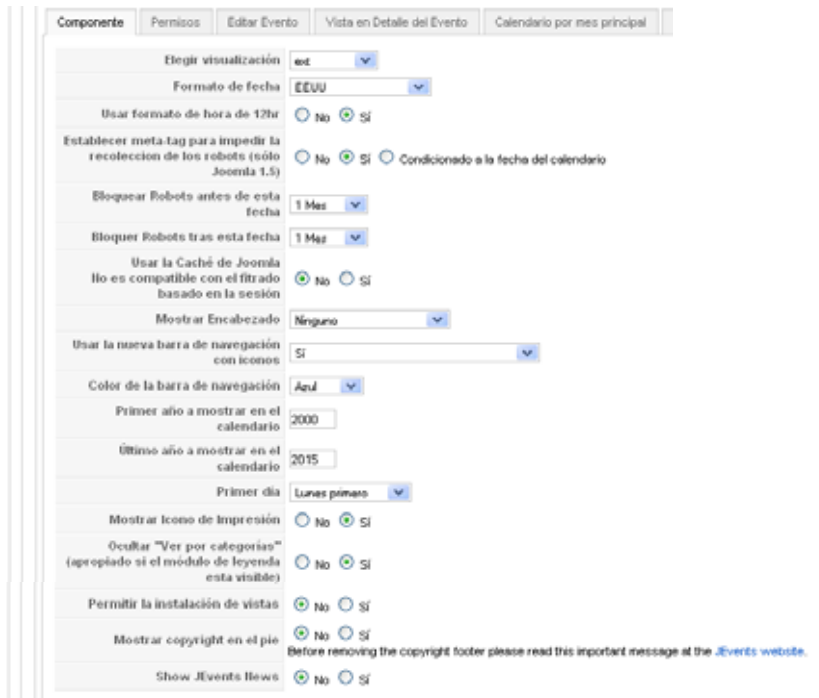 Componente Permisos Editar Evento Vista en Detalle del Evento Calendario por mes principal
Elegir visualización ext
Formato de fecha EEUU
Usar formato de hora de 12hr No Sí
Establecer meta-tag para impedir la
recoleccion de los robots (sólo No Sí Condicionado a la fecha del calendario
Joomla 1.5)
Bloquear Robots antes de esta
fecha 1 Mes
Bloquer Robots tras esta fecha 1 Mes
Usar la Caché de Joomla
No es compatible con el fitrado No Sí
basado en la sesión
Mostrar Encabezado Ninguno
Usar la nueva barra de navegación
con iconos Sí
Color de la barra de navegación Azul
Primer año a mostrar en el
calendario 2000
Último año a mostrar en el
calendario 2015
Primer día Lunes primero
Mostrar Icono de Impresión No Sí
Ocultar "Ver por categorías"
(apropiado si el módulo de leyenda No Sí
esta visible)
Permitir la instalación de vistas No Sí
Mostrar copyright en el pie No Sí
Before removing the copyright footer please read this important message at the JEvents website.
Show JEvents News No Sí